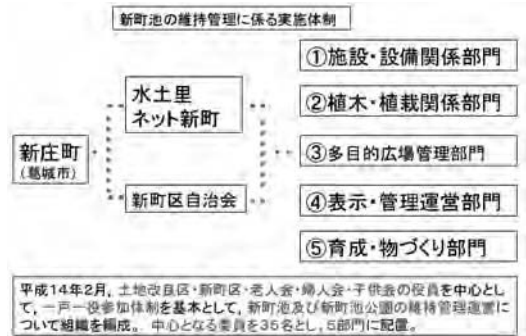 新町池の維持管理に係る実施体制
①施設・設備関係部門
水土里
ネット新町
②植木・植栽関係部門
新庄町
(葛城市)
③多目的広場管理部門
新町区自治会
④表示・管理運営部門
⑤育成・物づくり部門
平成14年2月，土地改良区・新町区・老人会・婦人会・子供会の役員を中心とし
て，一戸一役参加体制を基本として，新町池及び新町池公園の維持管理運営に
ついて組織を編成。 中心となる委員を35名とし，5部門に配置。